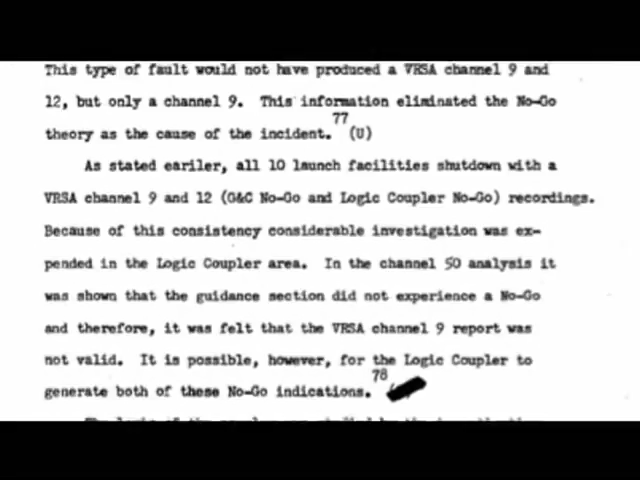 This type of fault would not have produced a VRSA channel 9 and
12, but only a channel 9. This information eliminated the No-Go
theory as the cause of the incident.77 (U)
As stated eariler, all 10 launch facilities shutdown with a
VRSA channel 9 and 12 (G&C No-Go and Logic Coupler No-Go) recordings.
Because of this consistency considerable investigation was ex-
pended in the Logic Coupler area. In the channel 50 analysis it
was shown that the guidance section did not experience a No-Go
and therefore, it was felt that the VRSA channel 9 report was
not valid. It is possible, however, for the Logic Coupler to
generate both of these No-Go indications.78